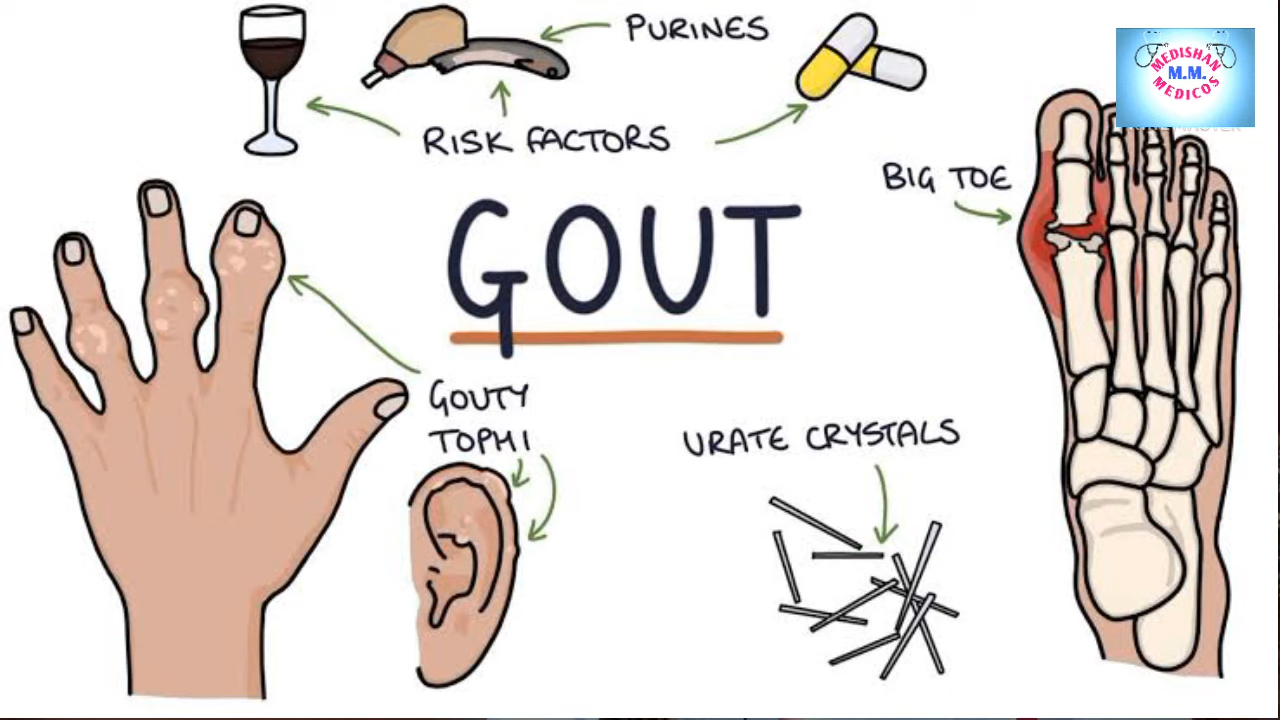 PURINES
RISK FACTORS
BIG TOE
GOUT
GOUTY
TOPHI
URATE CRYSTALS
MEDISHAN
M.M.
MEDICOS